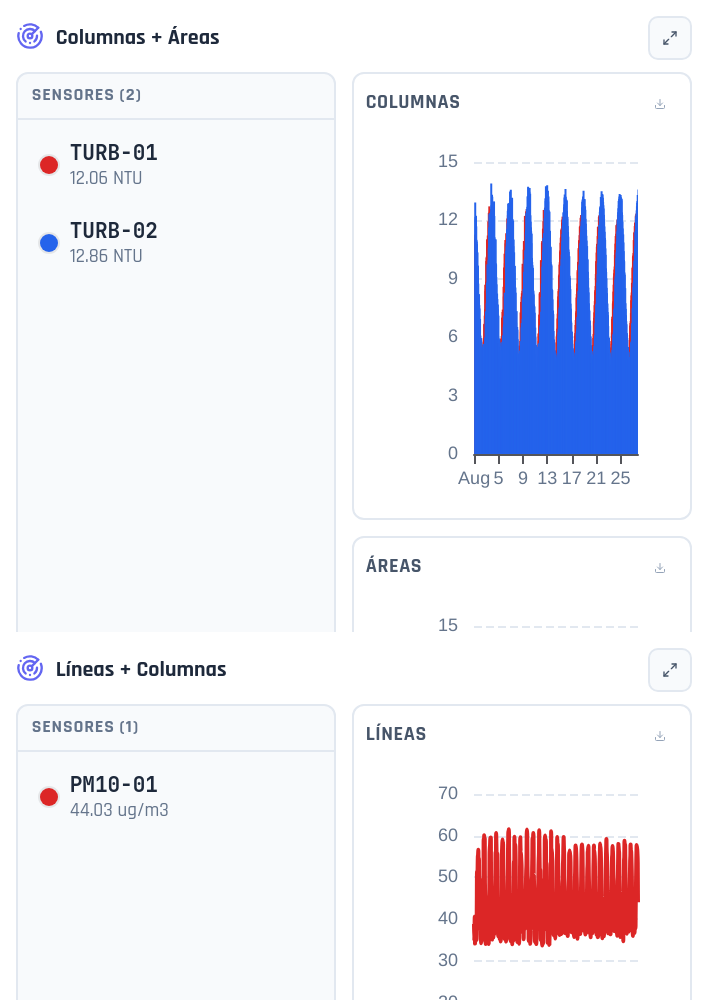 Columnas + Áreas
SENSORES (2)
TURB-01
12.06 NTU
TURB-02
12.86 NTU
COLUMNAS
15
12
9
6
3
0
Aug 5 9 13 17 21 25
ÁREAS
15
Líneas + Columnas
SENSORES (1)
PM10-01
44.03 ug/m3
LÍNEAS
70
60
50
40
30